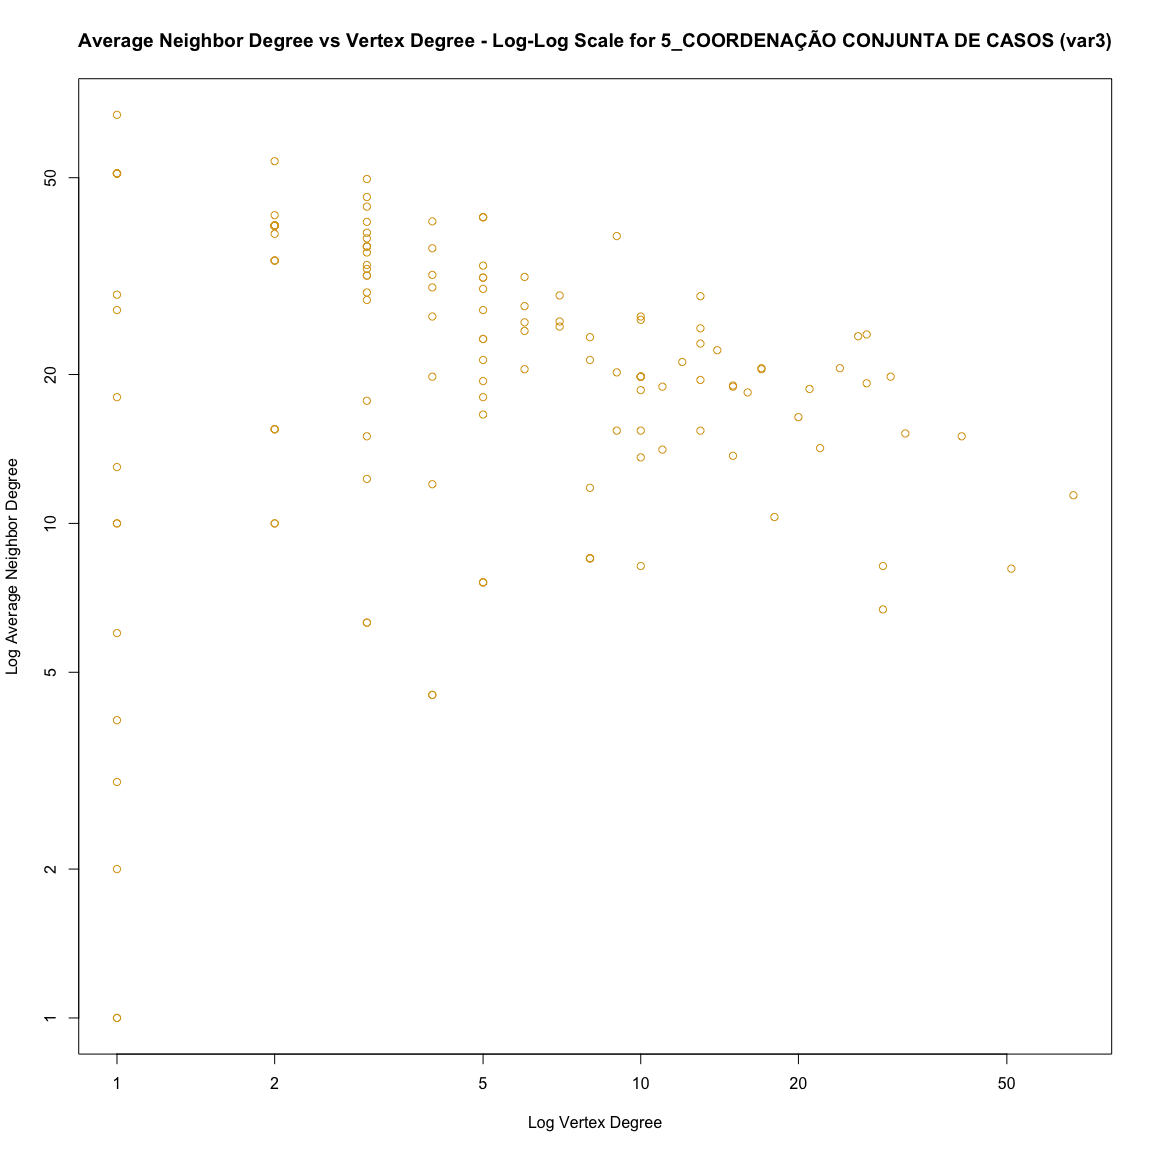 Average Neighbor Degree vs Vertex Degree - Log-Log Scale for 5_COORDENAÇÃO CONJUNTA DE CASOS (var3)
Log Average Neighbor Degree
50
20
10
5
2
1
1 2 5 10 20 50
Log Vertex Degree